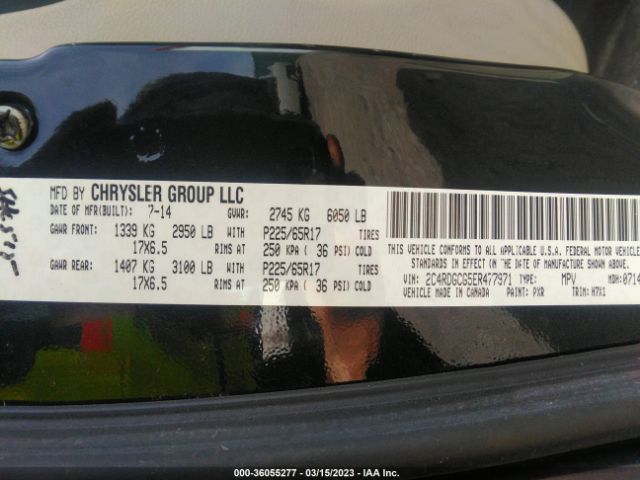 MFD BY CHRYSLER GROUP LLC
DATE OF MFR(BUILT): 7-14 GVWR: 2745 KG 6050 LB
GAWR FRONT: 1339 KG 2950 LB WITH P225/65R17 TIRES
17X6.5 RIMS AT 250 KPA ( 36 PSI) COLD
GAWR REAR: 1407 KG 3100 LB WITH P225/65R17 TIRES
17X6.5 RIMS AT 250 KPA ( 36 PSI) COLD
THIS VEHICLE CONFORMS TO ALL APPLICABLE U.S.A. FEDERAL MOTOR
STANDARDS IN EFFECT ON THE DATE OF MANUFACTURE SHOWN
VIN: 2C4RDGCG5ER477971 TYPE: MPV MDH:0714
VEHICLE MADE IN CANADA PAINT: PXR TRIM: H7X1
000-36055277 - 03/15/2023 - IAA Inc.